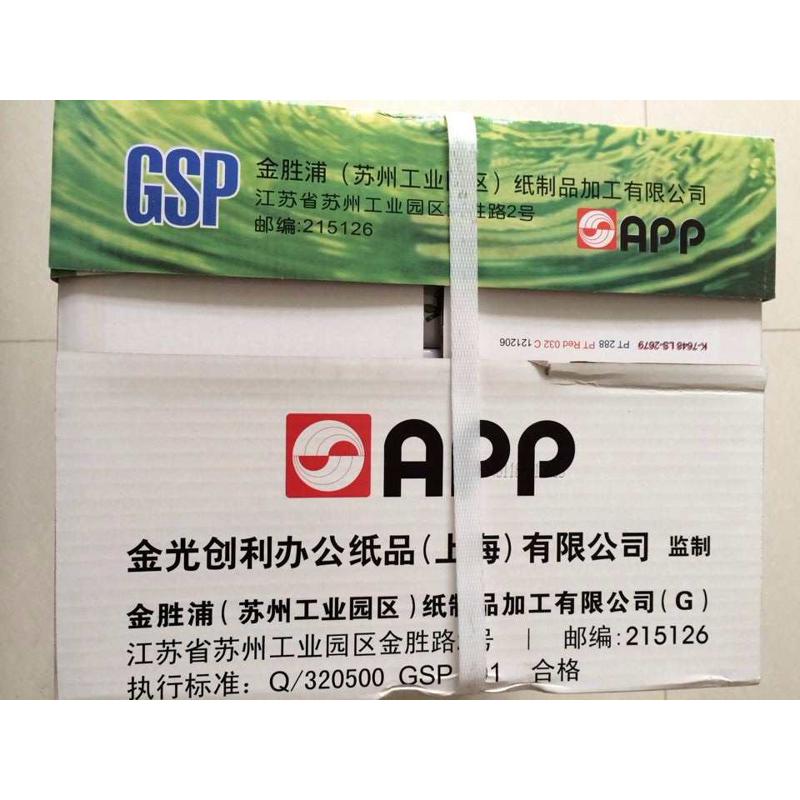 GSP
金胜浦（苏州工业园区）纸制品加工有限公司
江苏省苏州工业园区金胜路2号
邮编:215126
APP
K-7648 LS-2679 PT 288 PT Red 032 C 121206
APP
金光创利办公纸品(上海)有限公司 监制
金胜浦(苏州工业园区)纸制品加工有限公司(G)
江苏省苏州工业园区金胜路 号 | 邮编:215126
执行标准: Q/320500 GSP 01 合格